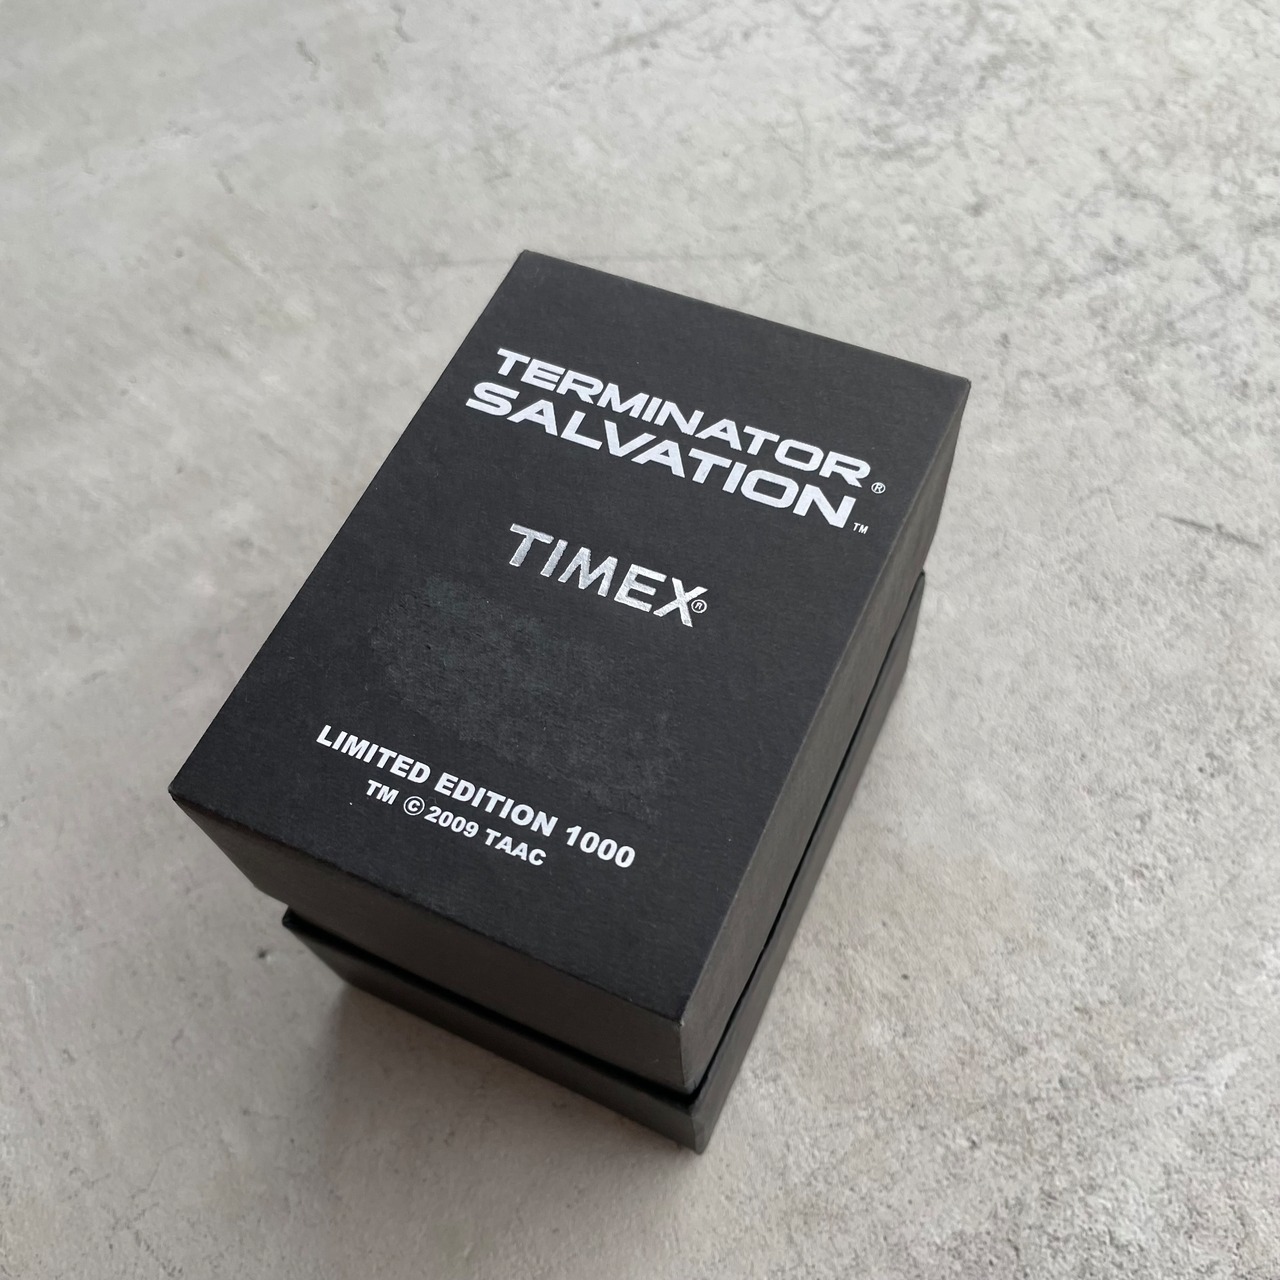 TERMINATOR®
SALVATION™
TIMEX®
LIMITED EDITION 1000
TM © 2009 TAAC